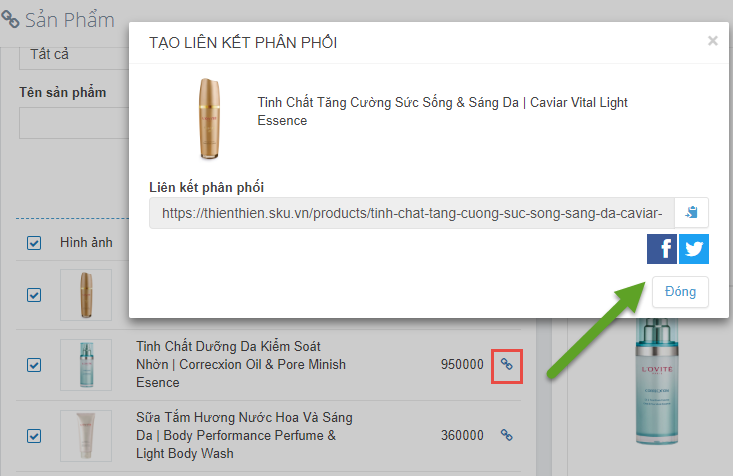 Sản Phẩm
Tất cả
Tên sản phẩm
TẠO LIÊN KẾT PHÂN PHỐI
×
Tinh Chất Tăng Cường Sức Sống & Sáng Da | Caviar Vital Light
Essence
Liên kết phân phối
https://thienthien.sku.vn/products/tinh-chat-tang-cuong-suc-song-sang-da-caviar-
Đóng
Hình ảnh
Tinh Chất Dưỡng Da Kiểm Soát
Nhờn | Correcxion Oil & Pore Minish
Esence
950000
Sữa Tắm Hương Nước Hoa Và Sáng
Da | Body Performance Perfume &
Light Body Wash
360000
L'OVITE